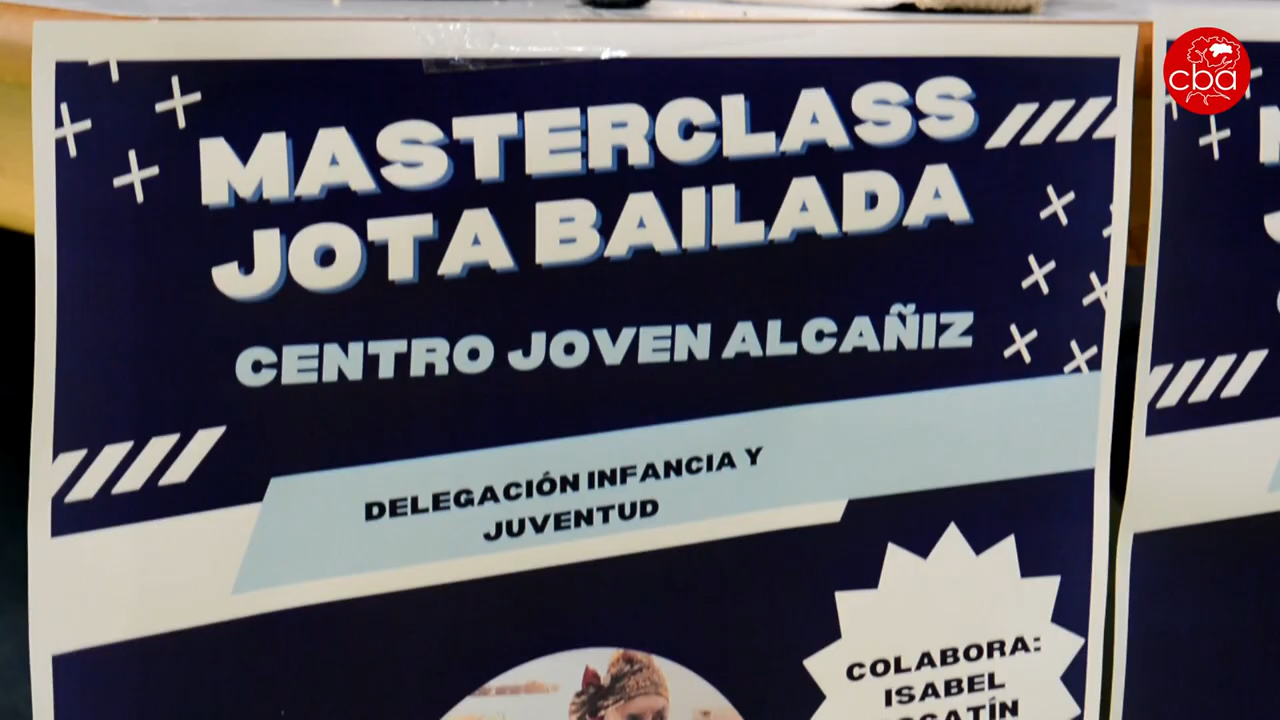 cba
MASTERCLASS
JOTA BAILADA
CENTRO JOVEN ALCAÑIZ
DELEGACIÓN INFANCIA Y
JUVENTUD
COLABORA:
ISABEL